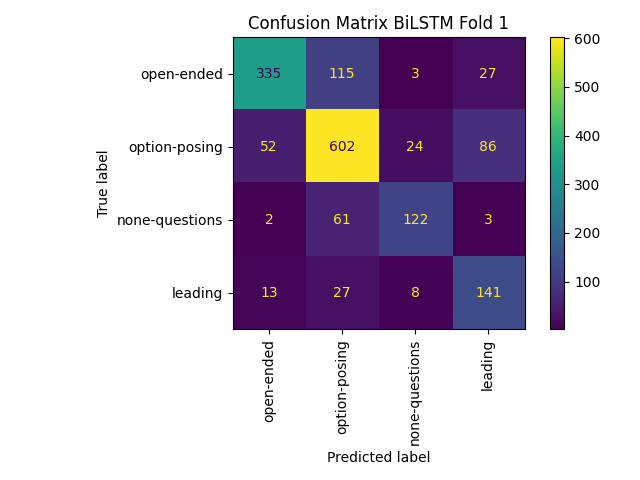 Confusion Matrix BiLSTM Fold 1
True label
open-ended 335 115 3 27
option-posing 52 602 24 86
none-questions 2 61 122 3
leading 13 27 8 141
open-ended
option-posing
none-questions
leading
Predicted label
600
500
400
300
200
100